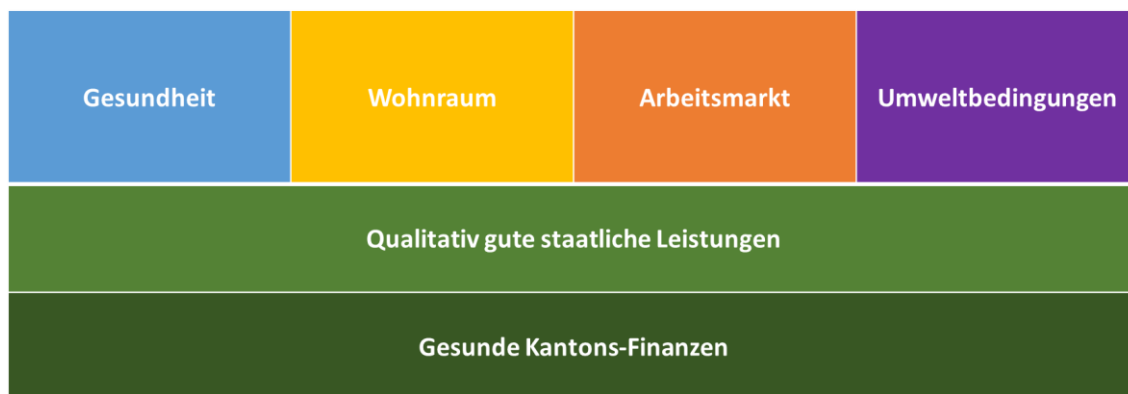 Gesundheit
Wohnraum
Arbeitsmarkt
Umweltbedingungen
Qualitativ gute staatliche Leistungen
Gesunde Kantons-Finanzen